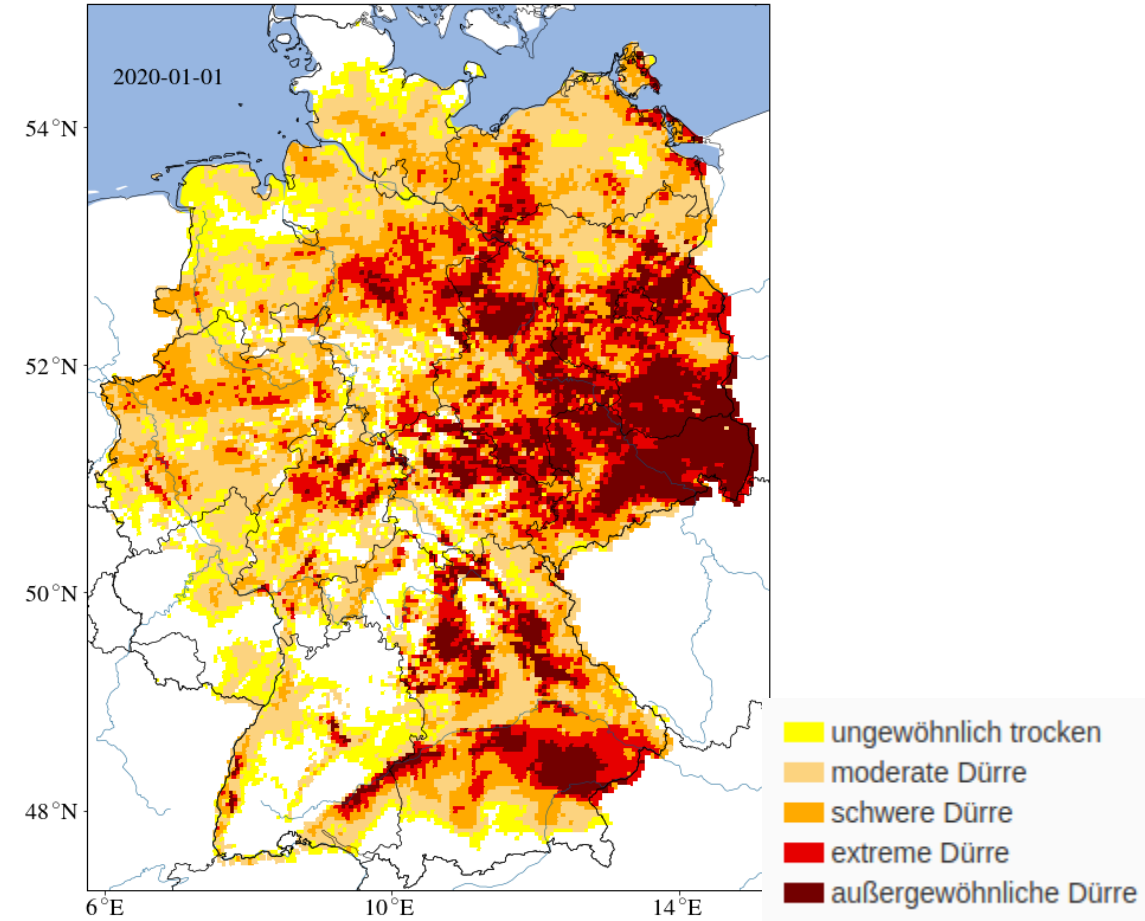 2020-01-01
54°N
52°N
50°N
48°N
6°E
10°E
14°E
ungewöhnlich trocken
moderate Dürre
schwere Dürre
extreme Dürre
außergewöhnliche Dürre